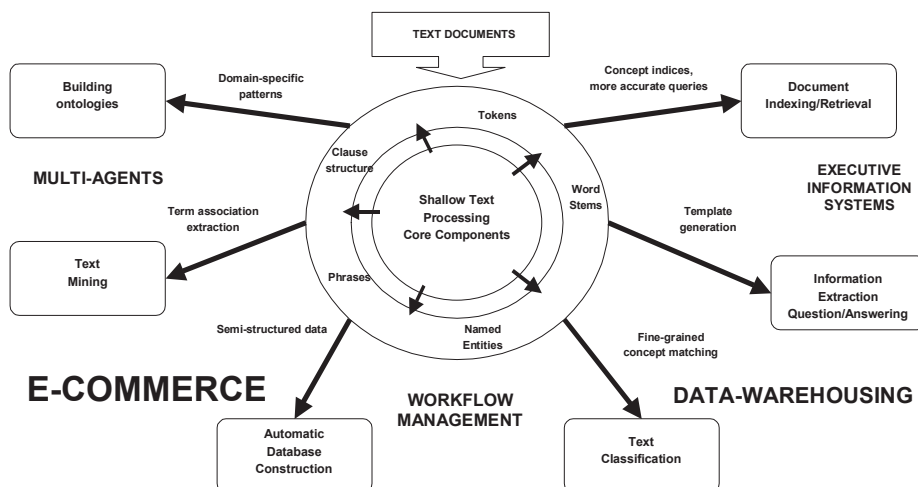 TEXT DOCUMENTS
Building
ontologies
Domain-specific
patterns
Concept indices,
more accurate queries
Document
Indexing/Retrieval
Tokens
Clause
structure
MULTI-AGENTS
EXECUTIVE
INFORMATION
SYSTEMS
Shallow Text
Processing
Core Components
Word
Stems
Term association
extraction
Template
generation
Text
Mining
Phrases
Information
Extraction
Question/Answering
Semi-structured data
Named
Entities
Fine-grained
concept matching
E-COMMERCE
WORKFLOW
MANAGEMENT
DATA-WAREHOUSING
Automatic
Database
Construction
Text
Classification